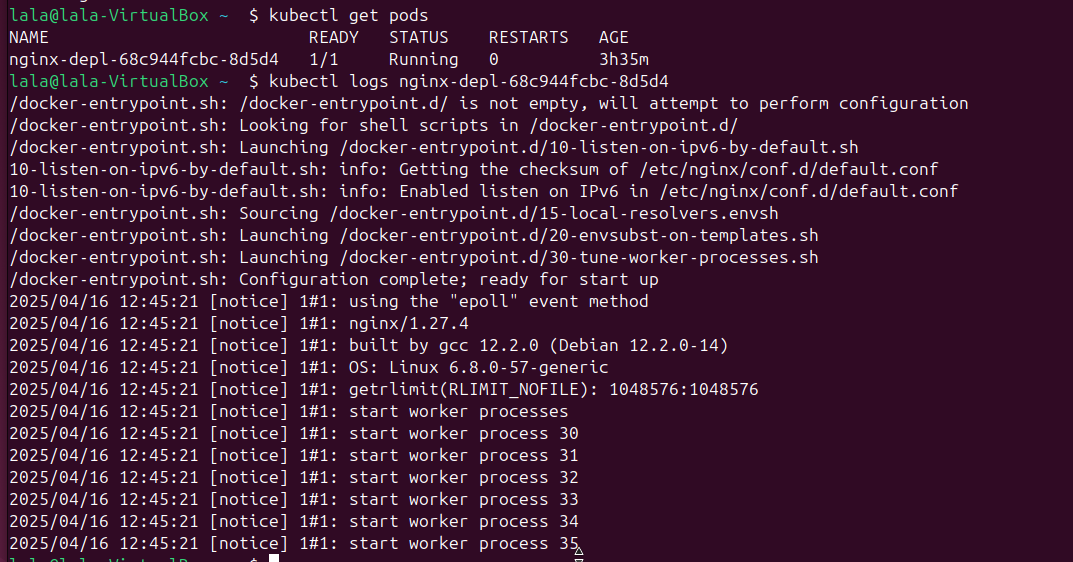 lala@lala-VirtualBox ~ $ kubectl get pods
NAME READY STATUS RESTARTS AGE
nginx-depl-68c944fcbc-8d5d4 1/1 Running 0 3h35m
lala@lala-VirtualBox ~ $ kubectl logs nginx-depl-68c944fcbc-8d5d4
/docker-entrypoint.sh: /docker-entrypoint.d/ is not empty, will attempt to perform configuration
/docker-entrypoint.sh: Looking for shell scripts in /docker-entrypoint.d/
/docker-entrypoint.sh: Launching /docker-entrypoint.d/10-listen-on-ipv6-by-default.sh
10-listen-on-ipv6-by-default.sh: info: Getting the checksum of /etc/nginx/conf.d/default.conf
10-listen-on-ipv6-by-default.sh: info: Enabled listen on IPv6 in /etc/nginx/conf.d/default.conf
/docker-entrypoint.sh: Sourcing /docker-entrypoint.d/15-local-resolvers.envsh
/docker-entrypoint.sh: Launching /docker-entrypoint.d/20-envsubst-on-templates.sh
/docker-entrypoint.sh: Launching /docker-entrypoint.d/30-tune-worker-processes.sh
/docker-entrypoint.sh: Configuration complete; ready for start up
2025/04/16 12:45:21 [notice] 1#1: using the "epoll" event method
2025/04/16 12:45:21 [notice] 1#1: nginx/1.27.4
2025/04/16 12:45:21 [notice] 1#1: built by gcc 12.2.0 (Debian 12.2.0-14)
2025/04/16 12:45:21 [notice] 1#1: OS: Linux 6.8.0-57-generic
2025/04/16 12:45:21 [notice] 1#1: getrlimit(RLIMIT_NOFILE): 1048576:1048576
2025/04/16 12:45:21 [notice] 1#1: start worker processes
2025/04/16 12:45:21 [notice] 1#1: start worker process 30
2025/04/16 12:45:21 [notice] 1#1: start worker process 31
2025/04/16 12:45:21 [notice] 1#1: start worker process 32
2025/04/16 12:45:21 [notice] 1#1: start worker process 33
2025/04/16 12:45:21 [notice] 1#1: start worker process 34
2025/04/16 12:45:21 [notice] 1#1: start worker process 35